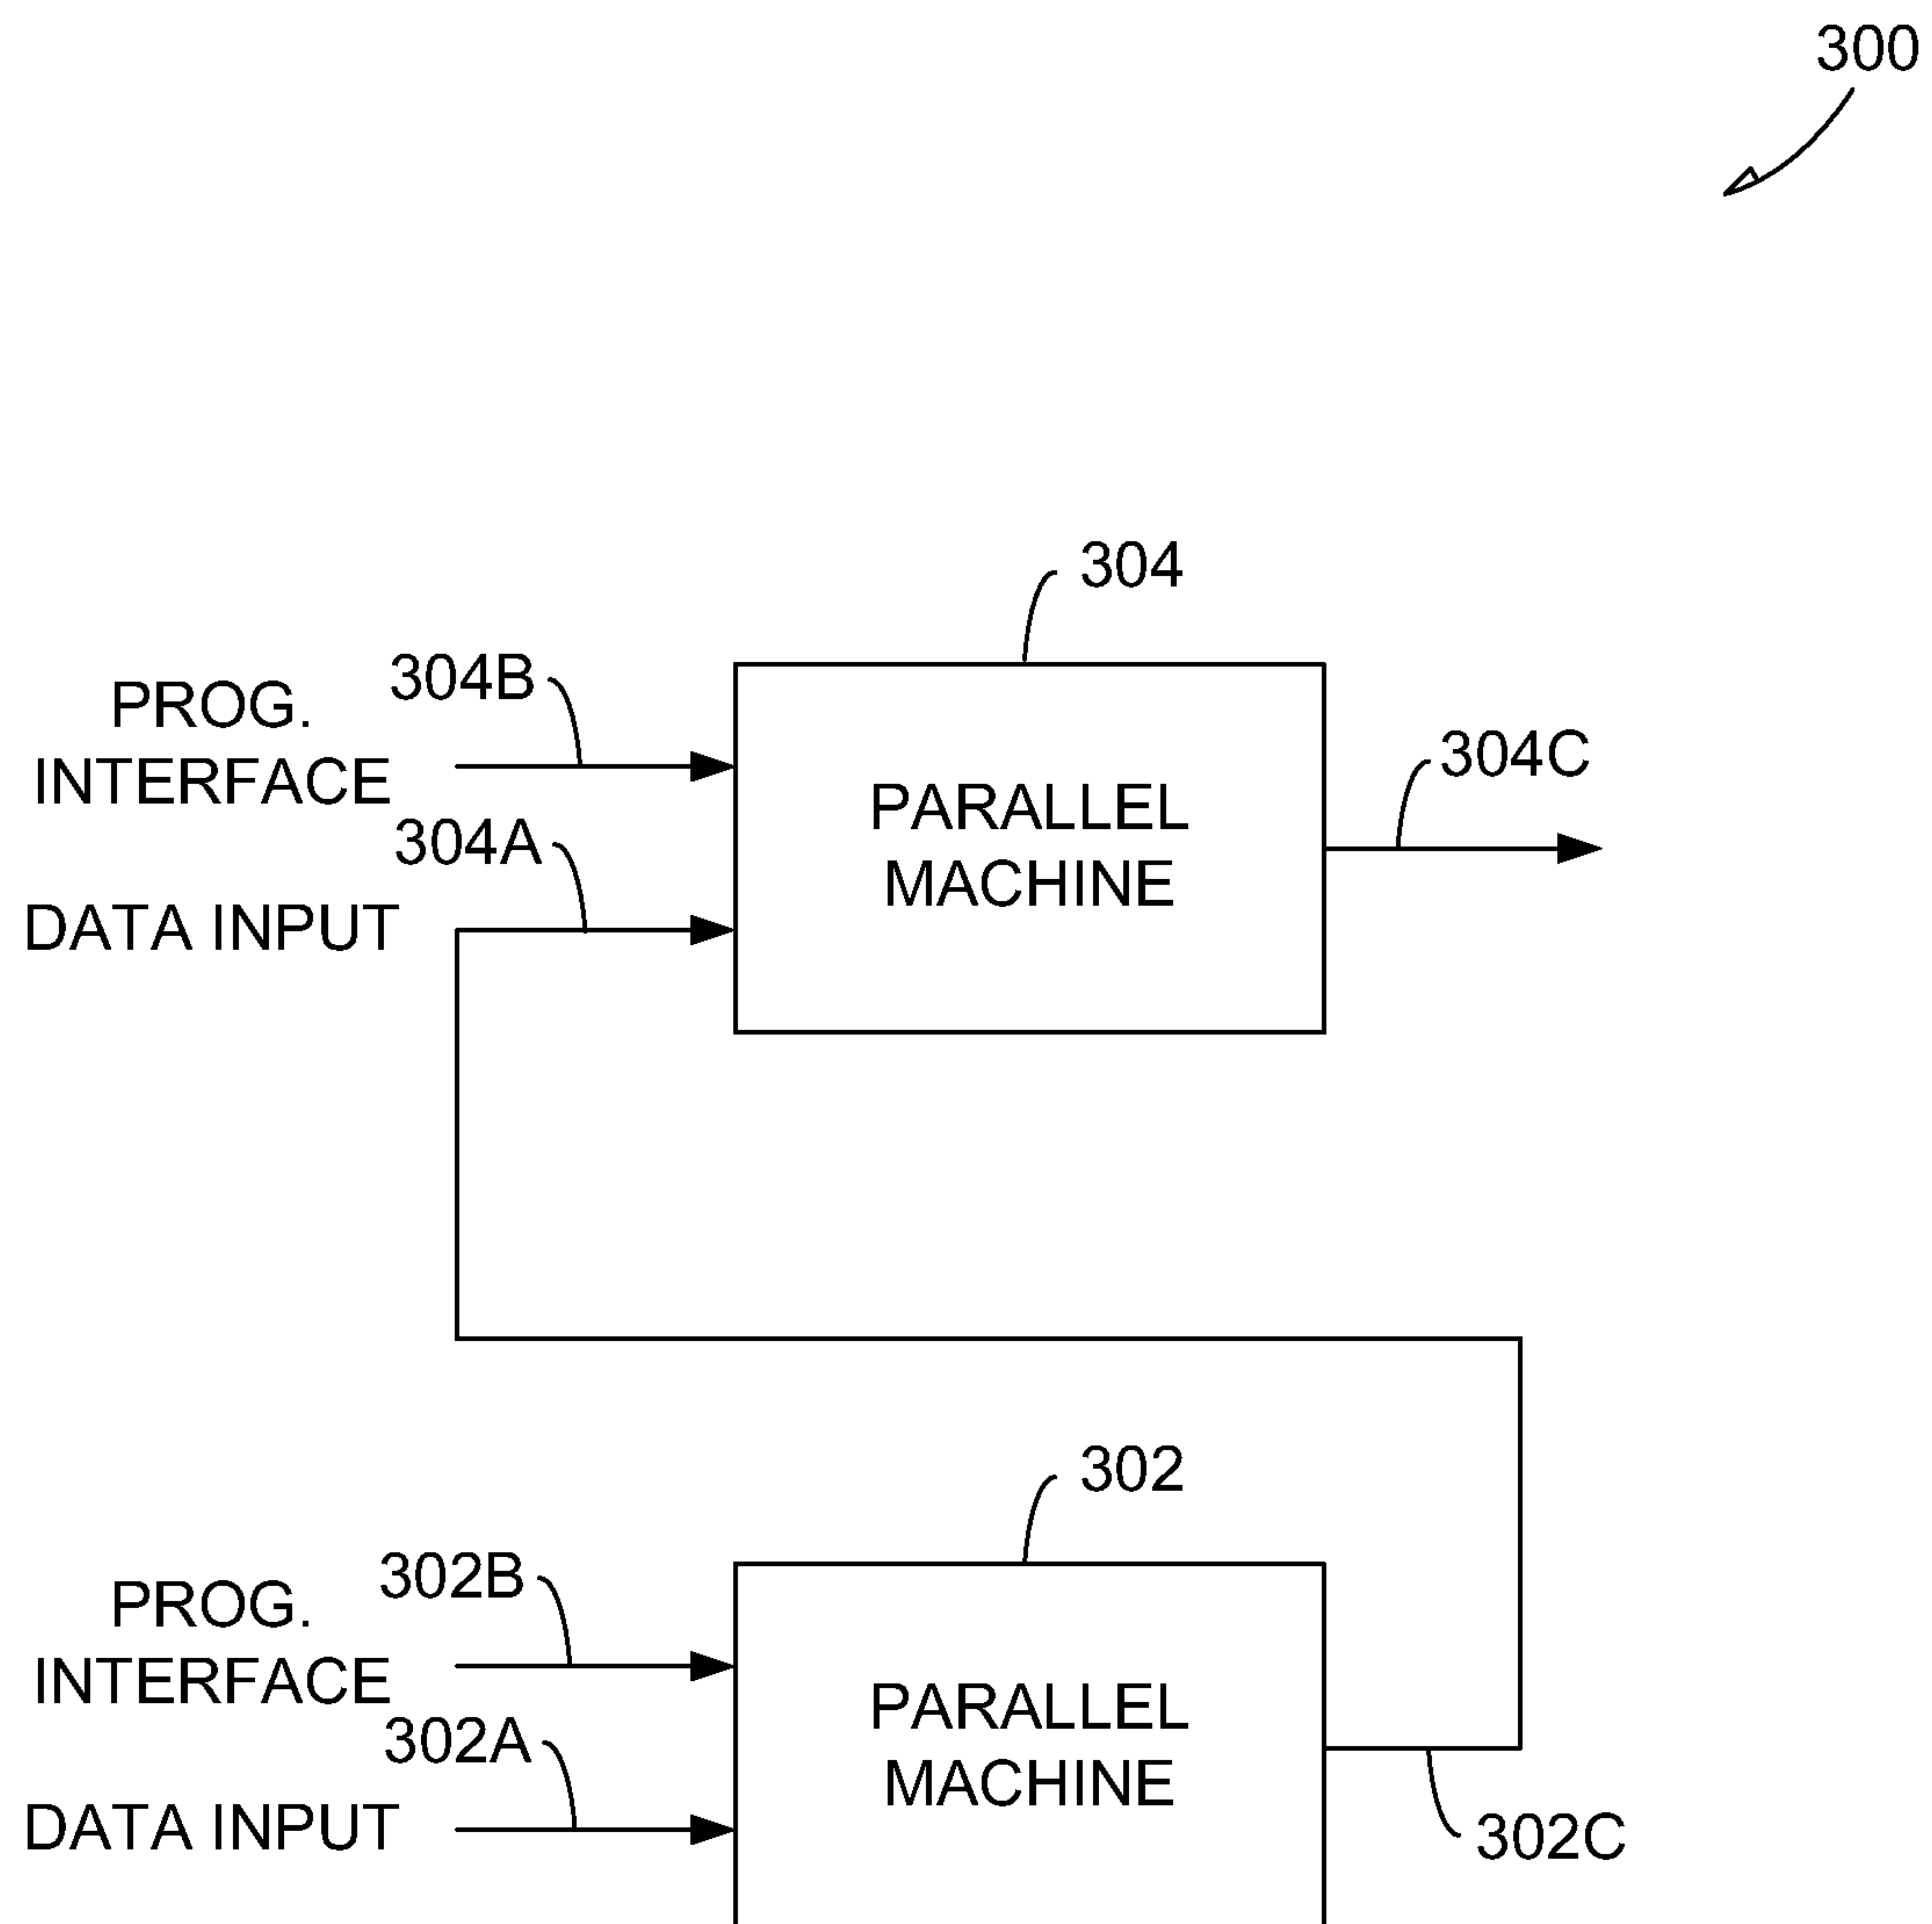 300
304
304B
PROG.
INTERFACE
304C
PARALLEL
MACHINE
304A
DATA INPUT
302
302B
PROG.
INTERFACE
PARALLEL
MACHINE
302A
DATA INPUT
302C